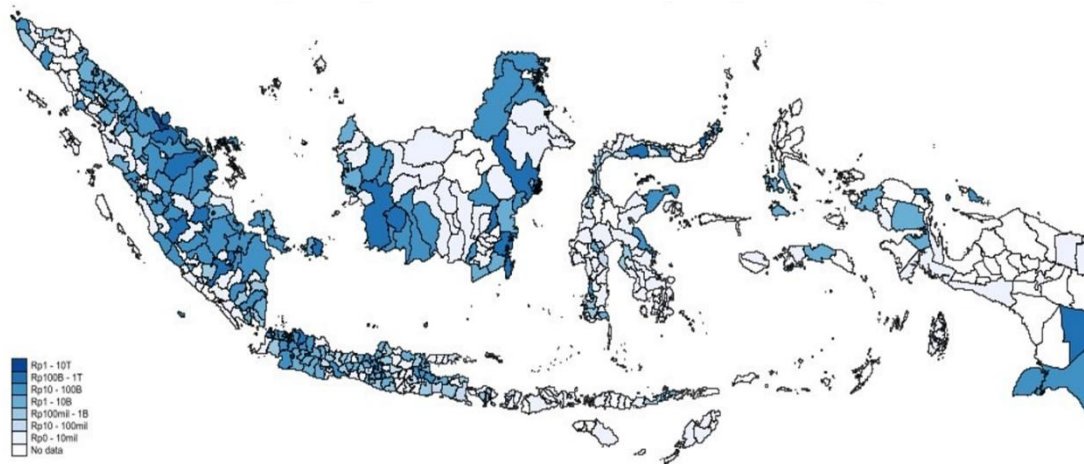 Rp1 - 10T
Rp100B - 1T
Rp10 - 100B
Rp1 - 10B
Rp100mil - 1B
Rp10 - 100mil
Rp0 - 10mil
No data